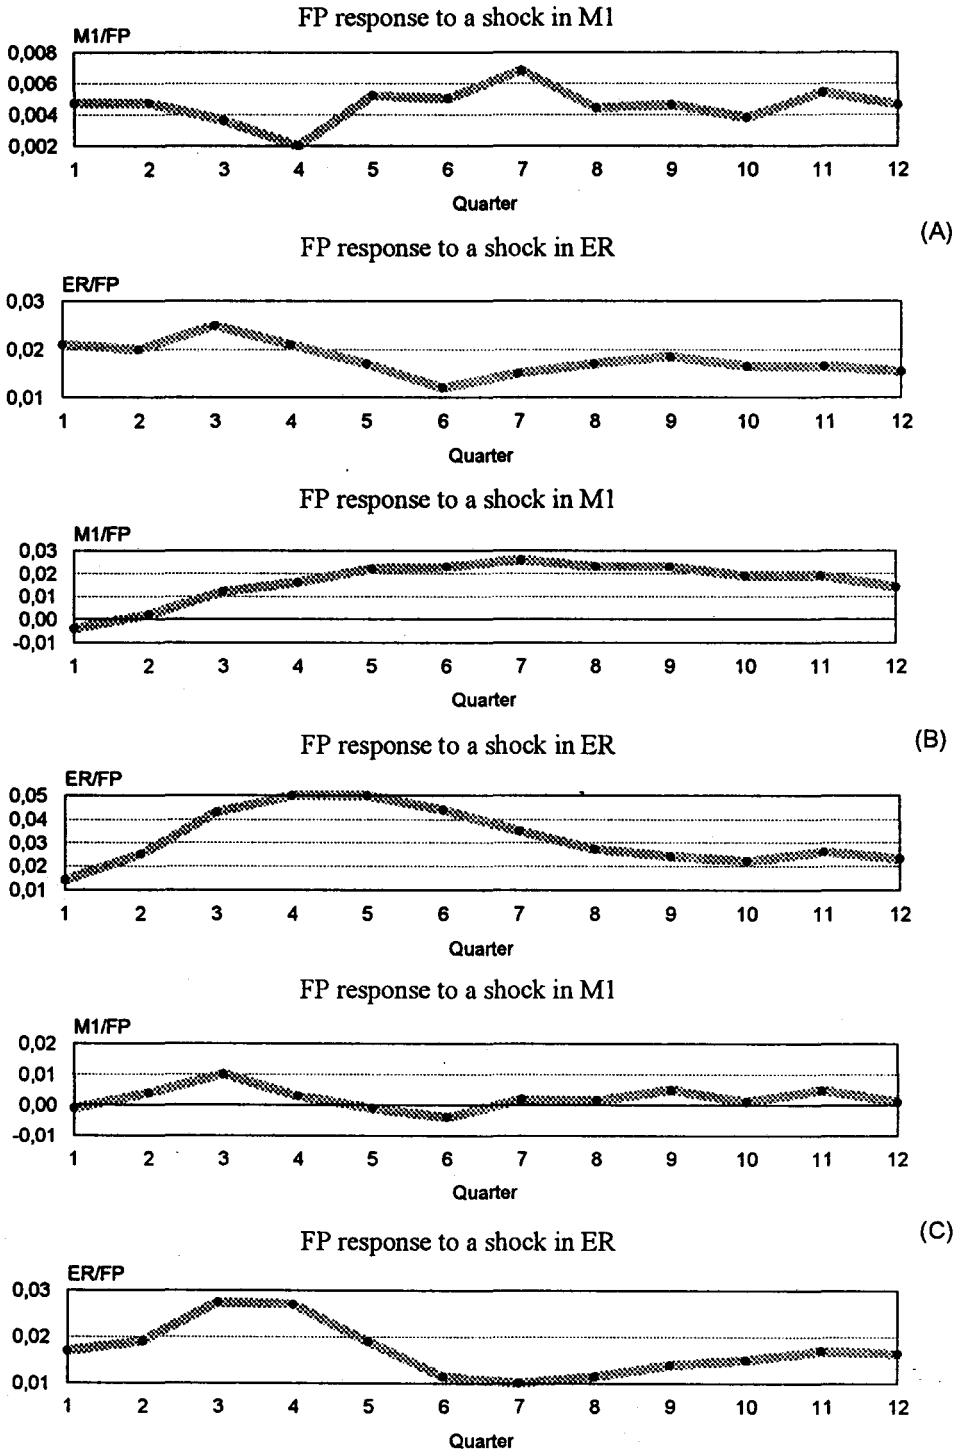 FP response to a shock in M1
M1/FP
0,008
0,006
0,004
0,002
1 2 3 4 5 6 7 8 9 10 11 12
Quarter
(A)
FP response to a shock in ER
ER/FP
0,03
0,02
0,01
1 2 3 4 5 6 7 8 9 10 11 12
Quarter
FP response to a shock in M1
M1/FP
0,03
0,02
0,01
0,00
-0,01
1 2 3 4 5 6 7 8 9 10 11 12
Quarter
(B)
FP response to a shock in ER
ER/FP
0,05
0,04
0,03
0,02
0,01
1 2 3 4 5 6 7 8 9 10 11 12
Quarter
FP response to a shock in M1
M1/FP
0,02
0,01
0,00
-0,01
1 2 3 4 5 6 7 8 9 10 11 12
Quarter
(C)
FP response to a shock in ER
ER/FP
0,03
0,02
0,01
1 2 3 4 5 6 7 8 9 10 11 12
Quarter